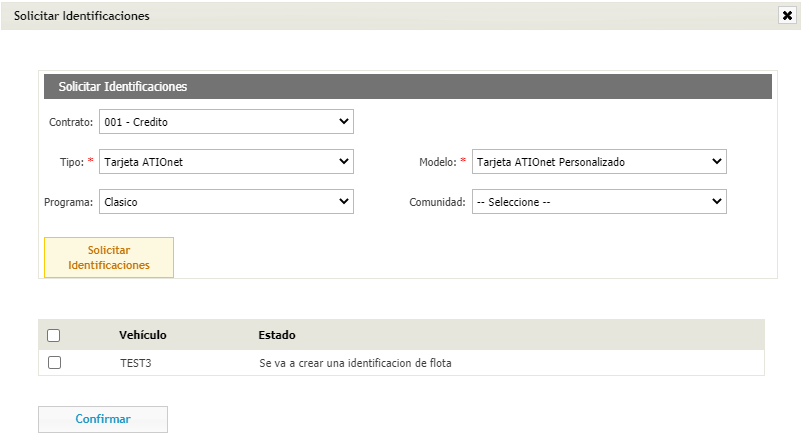 Solicitar Identificaciones
Solicitar Identificaciones
Contrato: 001 - Credito
Tipo: * Tarjeta ATIOnet Modelo: * Tarjeta ATIOnet Personalizado
Programa: Clasico Comunidad: -- Seleccione --
Solicitar
Identificaciones
Vehículo Estado
TEST3 Se va a crear una identificacion de flota
Confirmar